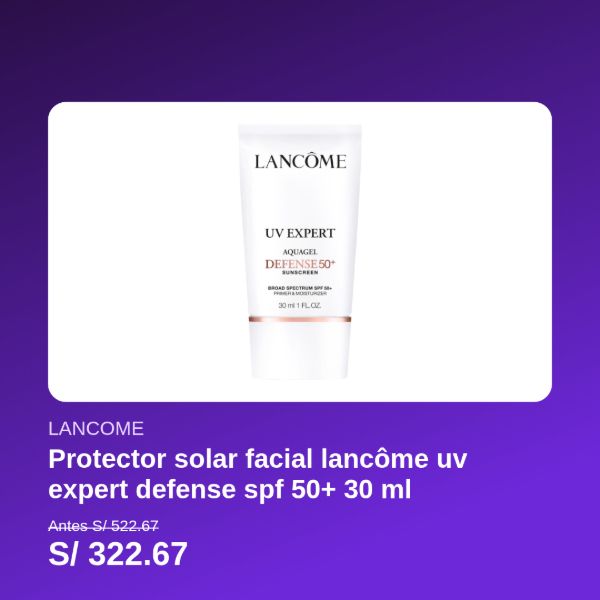 LANCÔME
UV EXPERT
AQUAGEL
DEFENSE 50+
SUNSCREEN
BROAD SPECTRUM SPF 50+
PRIMER & MOISTURIZER
30 ml 1 FL.OZ.
LANCOME
Protector solar facial lancôme uv
expert defense spf 50+ 30 ml
Antes S/ 522.67
S/ 322.67